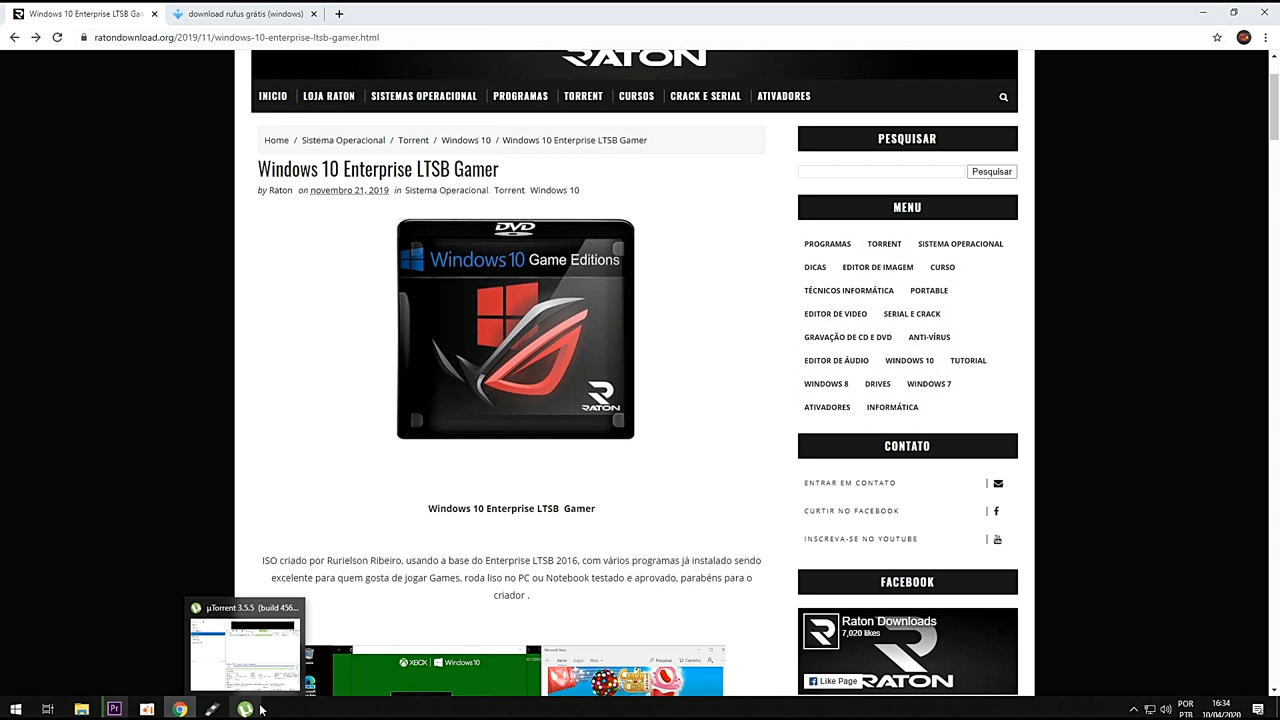 Windows 10 Enterprise LTSB Gan
download rufus grátis (windows)
ratondownload.org/2019/11/windows-10-enterprise-ltsb-gamer.html
RATON
INICIO
LOJA RATON
SISTEMAS OPERACIONAL
PROGRAMAS
TORRENT
CURSOS
CRACK E SERIAL
ATIVADORES
Home / Sistema Operacional / Torrent / Windows 10 / Windows 10 Enterprise LTSB Gamer
Windows 10 Enterprise LTSB Gamer
by Raton on novembro 21, 2019 in Sistema Operacional, Torrent, Windows 10
DVD
Windows 10 Game Editions
RATON
Windows 10 Enterprise LTSB Gamer
ISO criado por Rurielson Ribeiro, usando a base do Enterprise LTSB 2016, com vários programas já instalado sendo
excelente para quem gosta de jogar Games, roda liso no PC ou Notebook testado e aprovado, parabéns para o
criador .
PESQUISAR
Pesquisar
MENU
PROGRAMAS TORRENT SISTEMA OPERACIONAL
DICAS EDITOR DE IMAGEM CURSO
TÉCNICOS INFORMÁTICA PORTABLE
EDITOR DE VIDEO SERIAL E CRACK
GRAVAÇÃO DE CD E DVD ANTI-VÍRUS
EDITOR DE ÁUDIO WINDOWS 10 TUTORIAL
WINDOWS 8 DRIVES WINDOWS 7
ATIVADORES INFORMÁTICA
CONTATO
ENTRAR EM CONTATO
CURTIR NO FACEBOOK
INSCREVA-SE NO YOUTUBE
FACEBOOK
Raton Downloads
7,020 likes
RATON
Like Page
µTorrent 3.5.5 (build 456...
XBOX Windows10
Pr
POR
PTB
16:34
10/04/2020